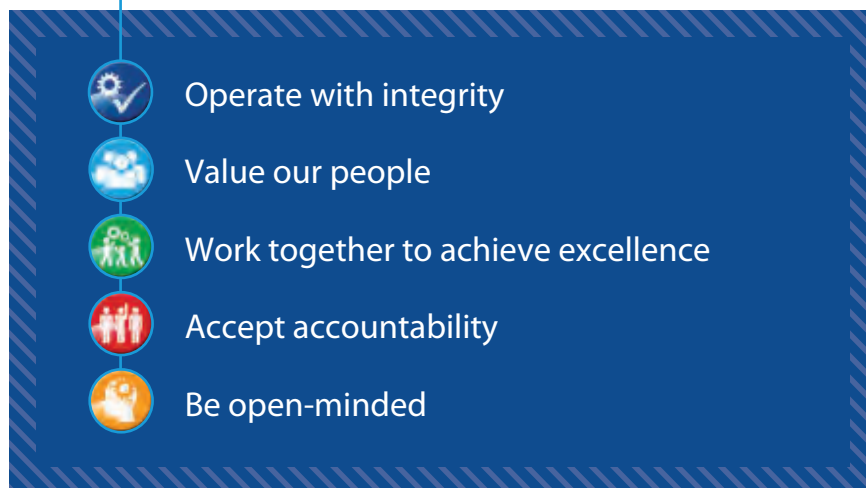 Operate with integrity
Value our people
Work together to achieve excellence
Accept accountability
Be open-minded